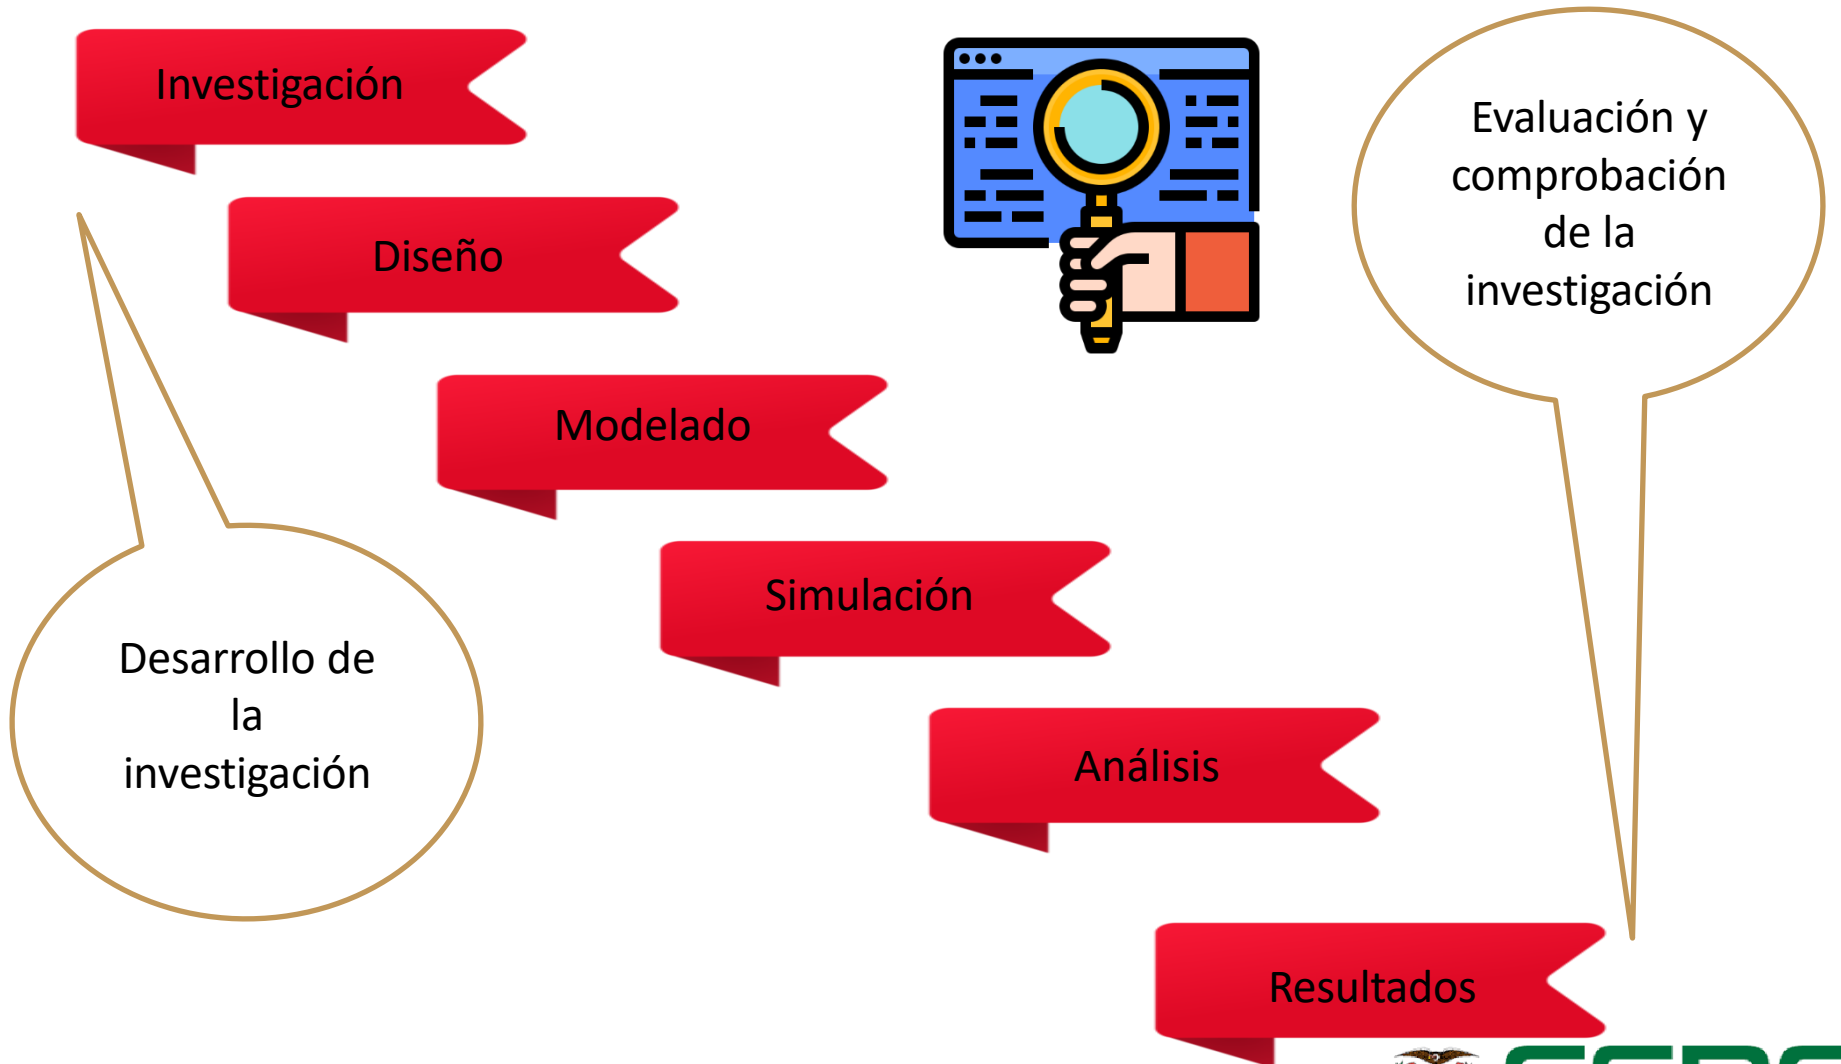 Investigación
Evaluación y
comprobación
de la
investigación
Diseño
Modelado
Simulación
Desarrollo de
la
investigación
Análisis
Resultados